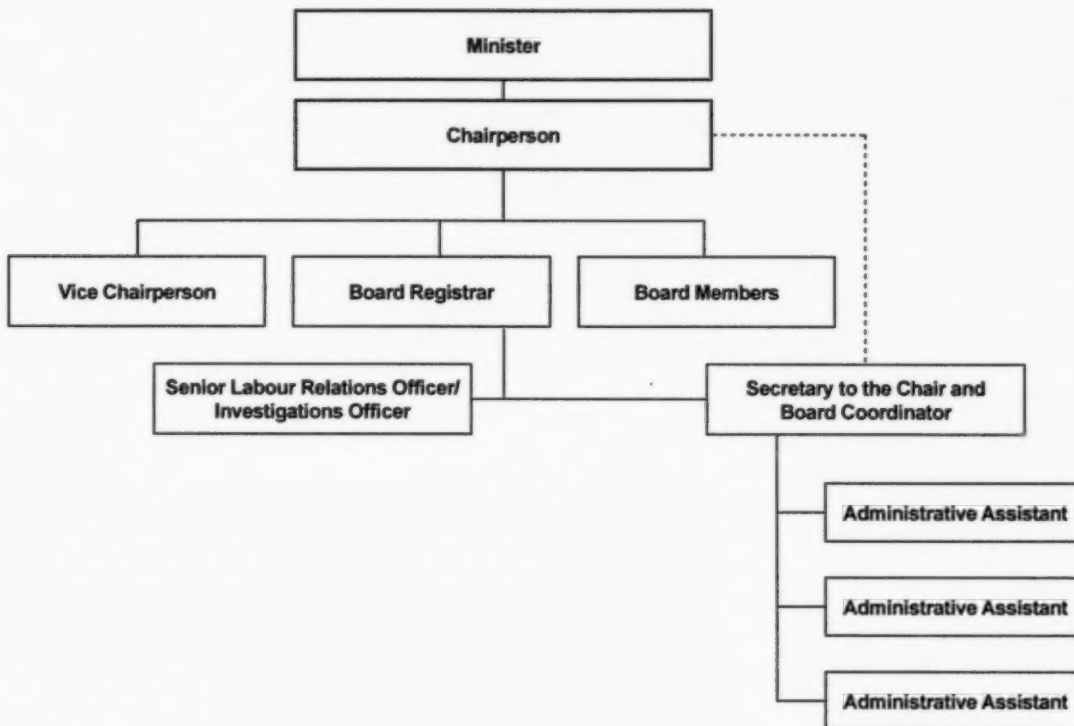 Minister
Chairperson
Vice Chairperson
Board Registrar
Board Members
Senior Labour Relations Officer/
Investigations Officer
Secretary to the Chair and
Board Coordinator
Administrative Assistant
Administrative Assistant
Administrative Assistant